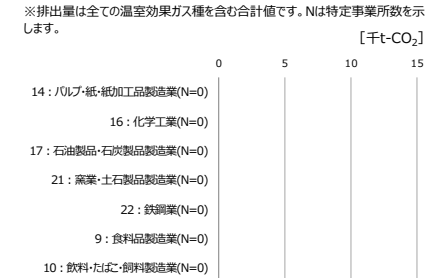 ※排出量は全ての温室効果ガス種を含む合計値です。Nは特定事業所数を示
します。
[千t-CO2]
0 5 10 15
14:パルプ・紙・紙加工品製造業(N=0)
16:化学工業(N=0)
17:石油製品・石炭製品製造業(N=0)
21:窯業・土石製品製造業(N=0)
22:鉄鋼業(N=0)
9:食料品製造業(N=0)
10:飲料・たばこ・飼料製造業(N=0)